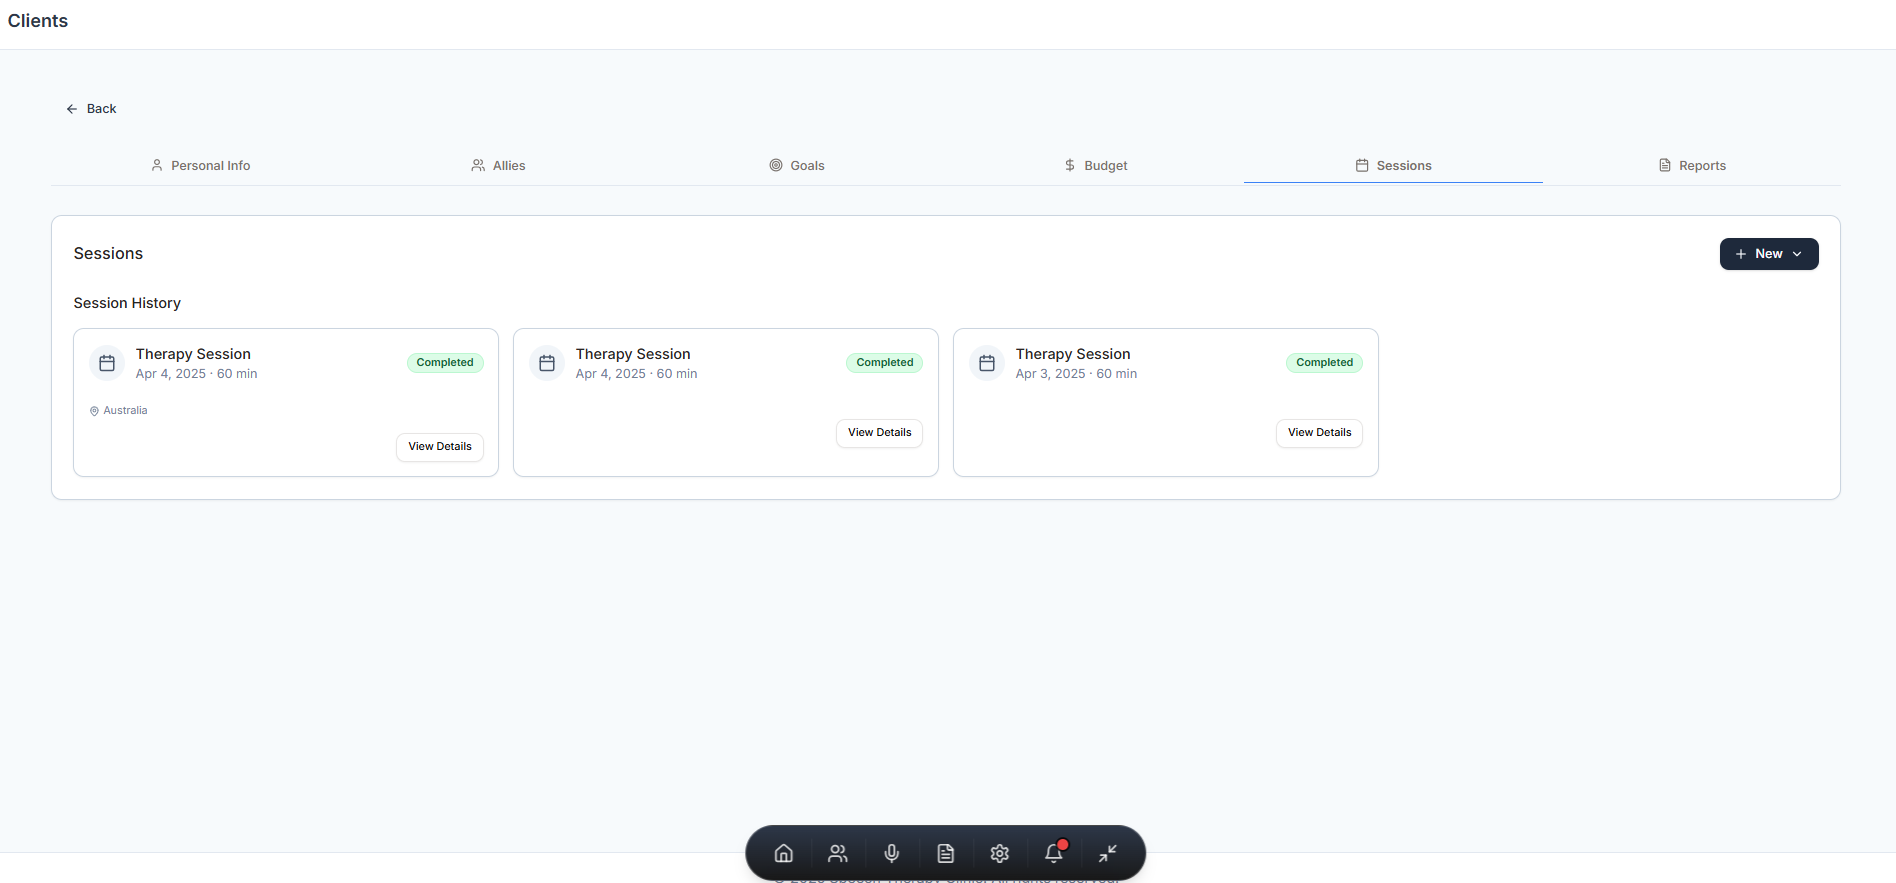 Clients
Back
Personal Info
Allies
Goals
Budget
Sessions
Reports
Sessions
New
Session History
Therapy Session
Apr 4, 2025 · 60 min
Completed
Australia
View Details
Therapy Session
Apr 4, 2025 · 60 min
Completed
View Details
Therapy Session
Apr 3, 2025 · 60 min
Completed
View Details